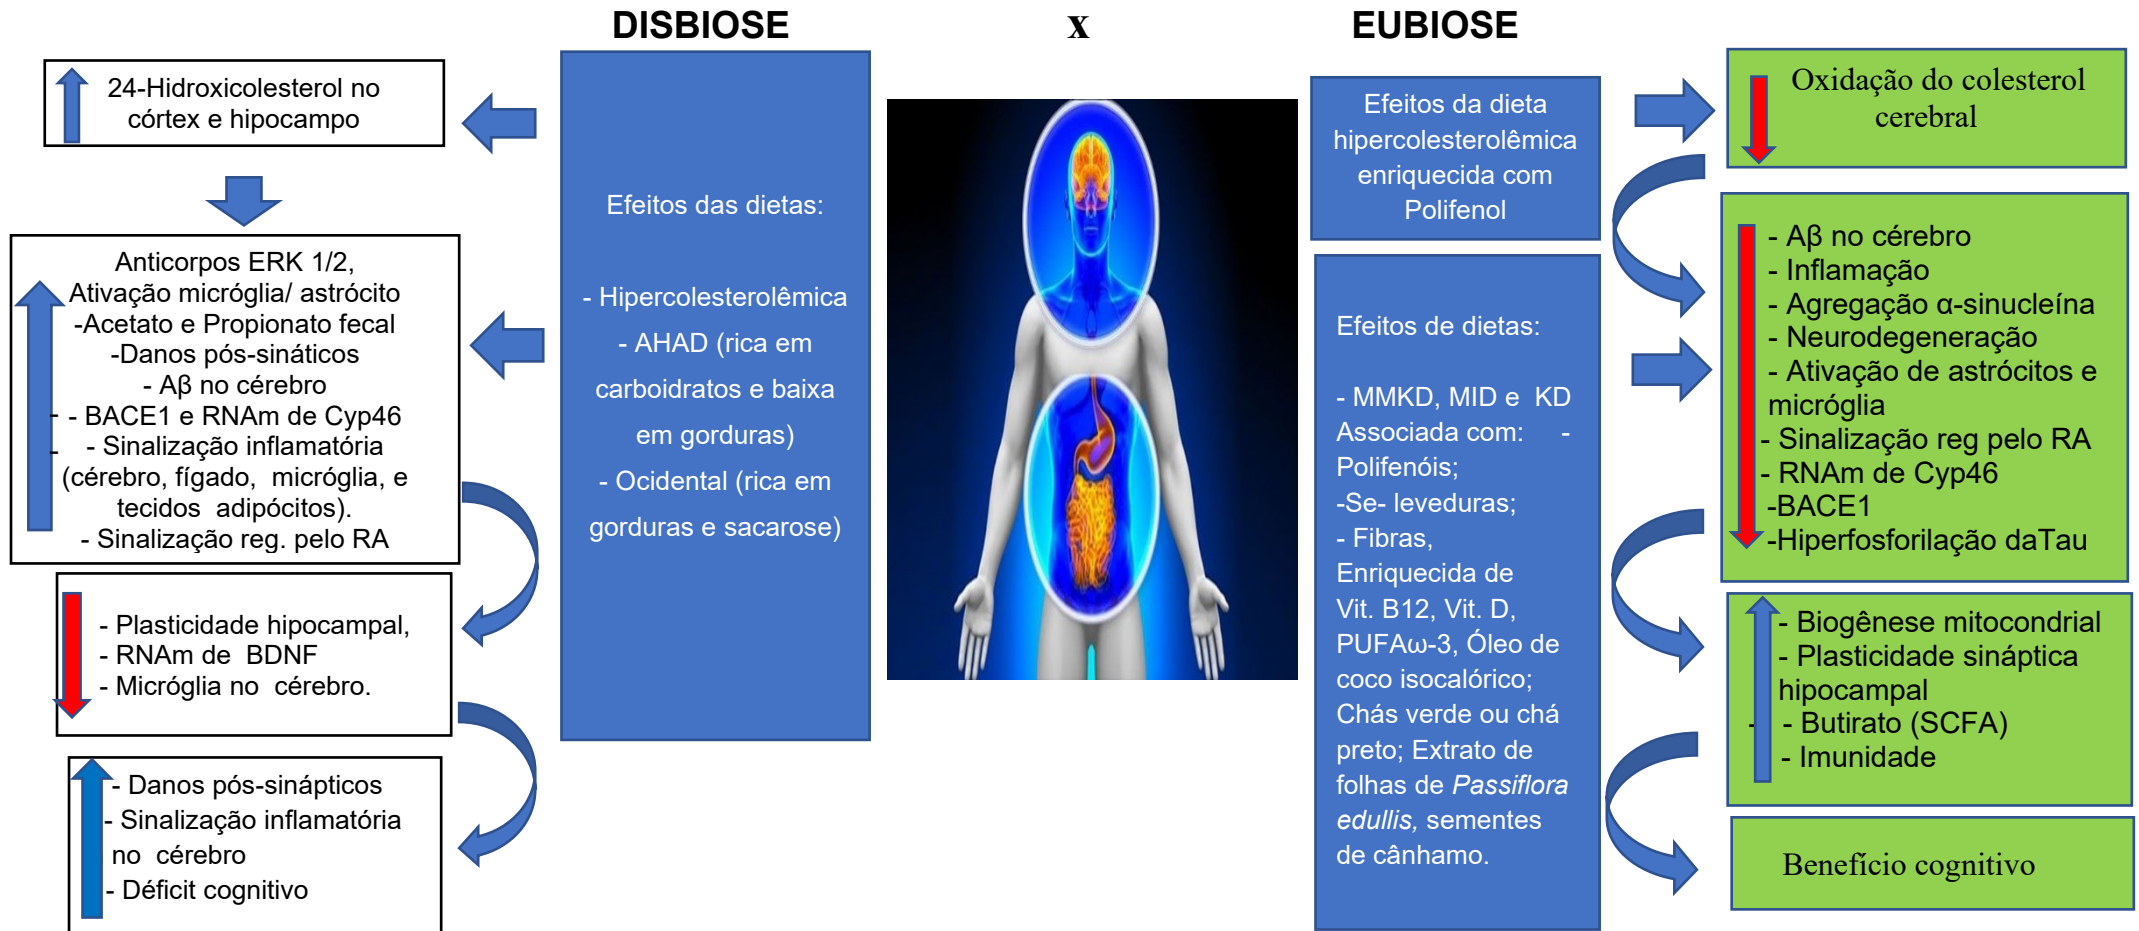 DISBIOSE
x
EUBIOSE
24-Hidroxicolesterol no
córtex e hipocampo
Anticorpos ERK 1/2,
Ativação micróglia/ astrócito
-Acetato e Propionato fecal
-Danos pós-sináticos
- Aβ no cérebro
- - BACE1 e RNAm de Cyp46
- - Sinalização inflamatória
(cérebro, fígado, micróglia, e
tecidos adipócitos).
- Sinalização reg. pelo RA
- Plasticidade hipocampal,
- RNAm de BDNF
- Micróglia no cérebro.
- Danos pós-sinápticos
- Sinalização inflamatória
no cérebro
- Déficit cognitivo
Efeitos das dietas:
- Hipercolesterolêmica
- AHAD (rica em
carboidratos e baixa
em gorduras)
- Ocidental (rica em
gorduras e sacarose)
Efeitos da dieta
hipercolesterolêmica
enriquecida com
Polifenol
Efeitos de dietas:
- MMKD, MID e KD
Associada com: -
Polifenóis;
-Se- leveduras;
- Fibras,
Enriquecida de
Vit. B12, Vit. D,
PUFAω-3, Óleo de
coco isocalórico;
Chás verde ou chá
preto; Extrato de
folhas de Passiflora
edullis, sementes
de cânhamo.
Oxidação do colesterol
cerebral
- Aβ no cérebro
- Inflamação
- Agregação α-sinucleína
- Neurodegeneração
- Ativação de astrócitos e
micróglia
- Sinalização reg pelo RA
- RNAm de Cyp46
-BACE1
-Hiperfosforilação daTau
- Biogênese mitocondrial
- Plasticidade sináptica
hipocampal
- - Butirato (SCFA)
- Imunidade
Benefício cognitivo